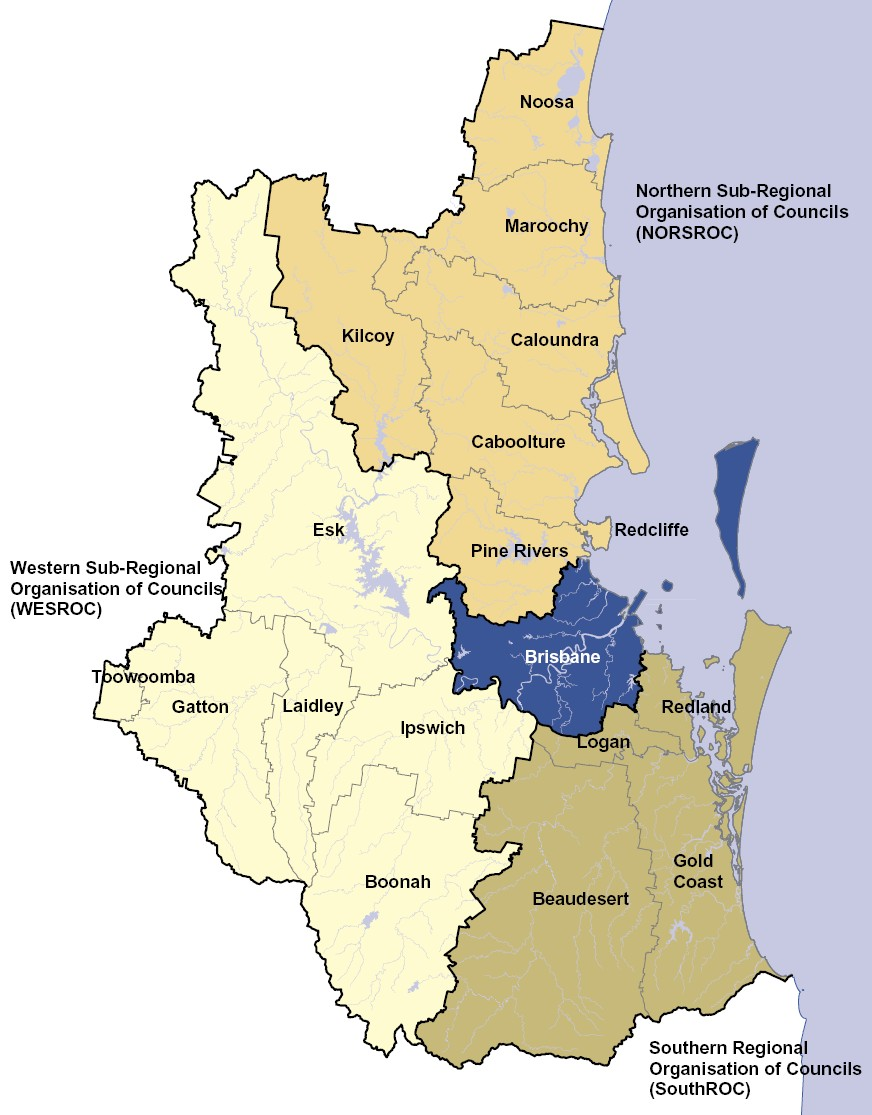 Noosa
Northern Sub-Regional
Organisation of Councils
(NORSROC)
Maroochy
Kilcoy
Caloundra
Caboolture
Esk
Redcliffe
Pine Rivers
Western Sub-Regional
Organisation of Councils
(WESROC)
Brisbane
Toowoomba
Gatton
Laidley
Redland
Ipswich
Logan
Gold
Coast
Boonah
Beaudesert
Southern Regional
Organisation of Councils
(SouthROC)